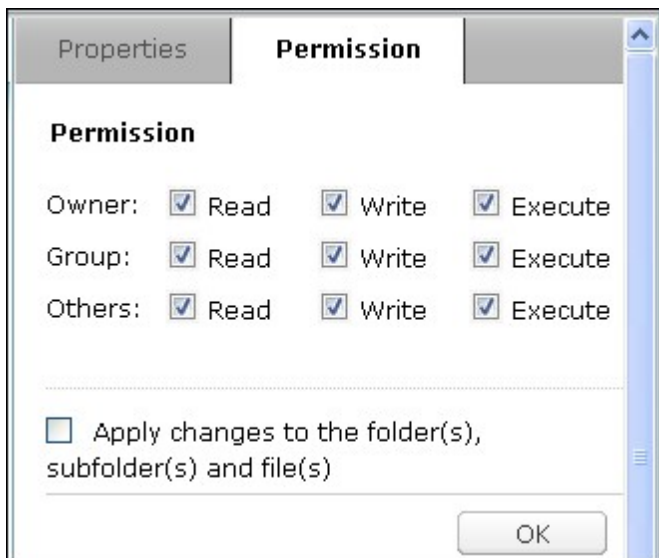 Properties Permission
Permission
Owner: Read Write Execute
Group: Read Write Execute
Others: Read Write Execute
Apply changes to the folder(s),
subfolder(s) and file(s)
OK